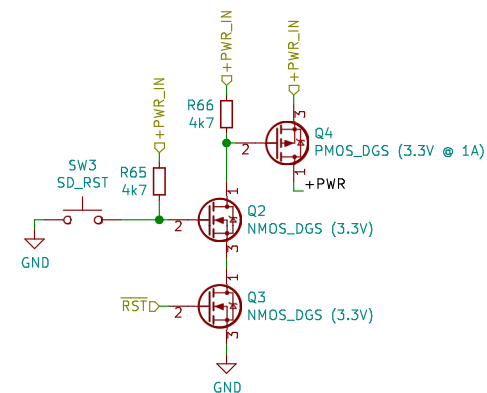 +PWR_IN
+PWR_IN
+PWR_IN
R66
4k7
3
Q4
2
PMOS_DGS (3.3V @ 1A)
1
+PWR
SW3
SD_RST
R65
4k7
1
Q2
2
NMOS_DGS (3.3V)
3
GND
1
Q3
RST
2
NMOS_DGS (3.3V)
3
GND